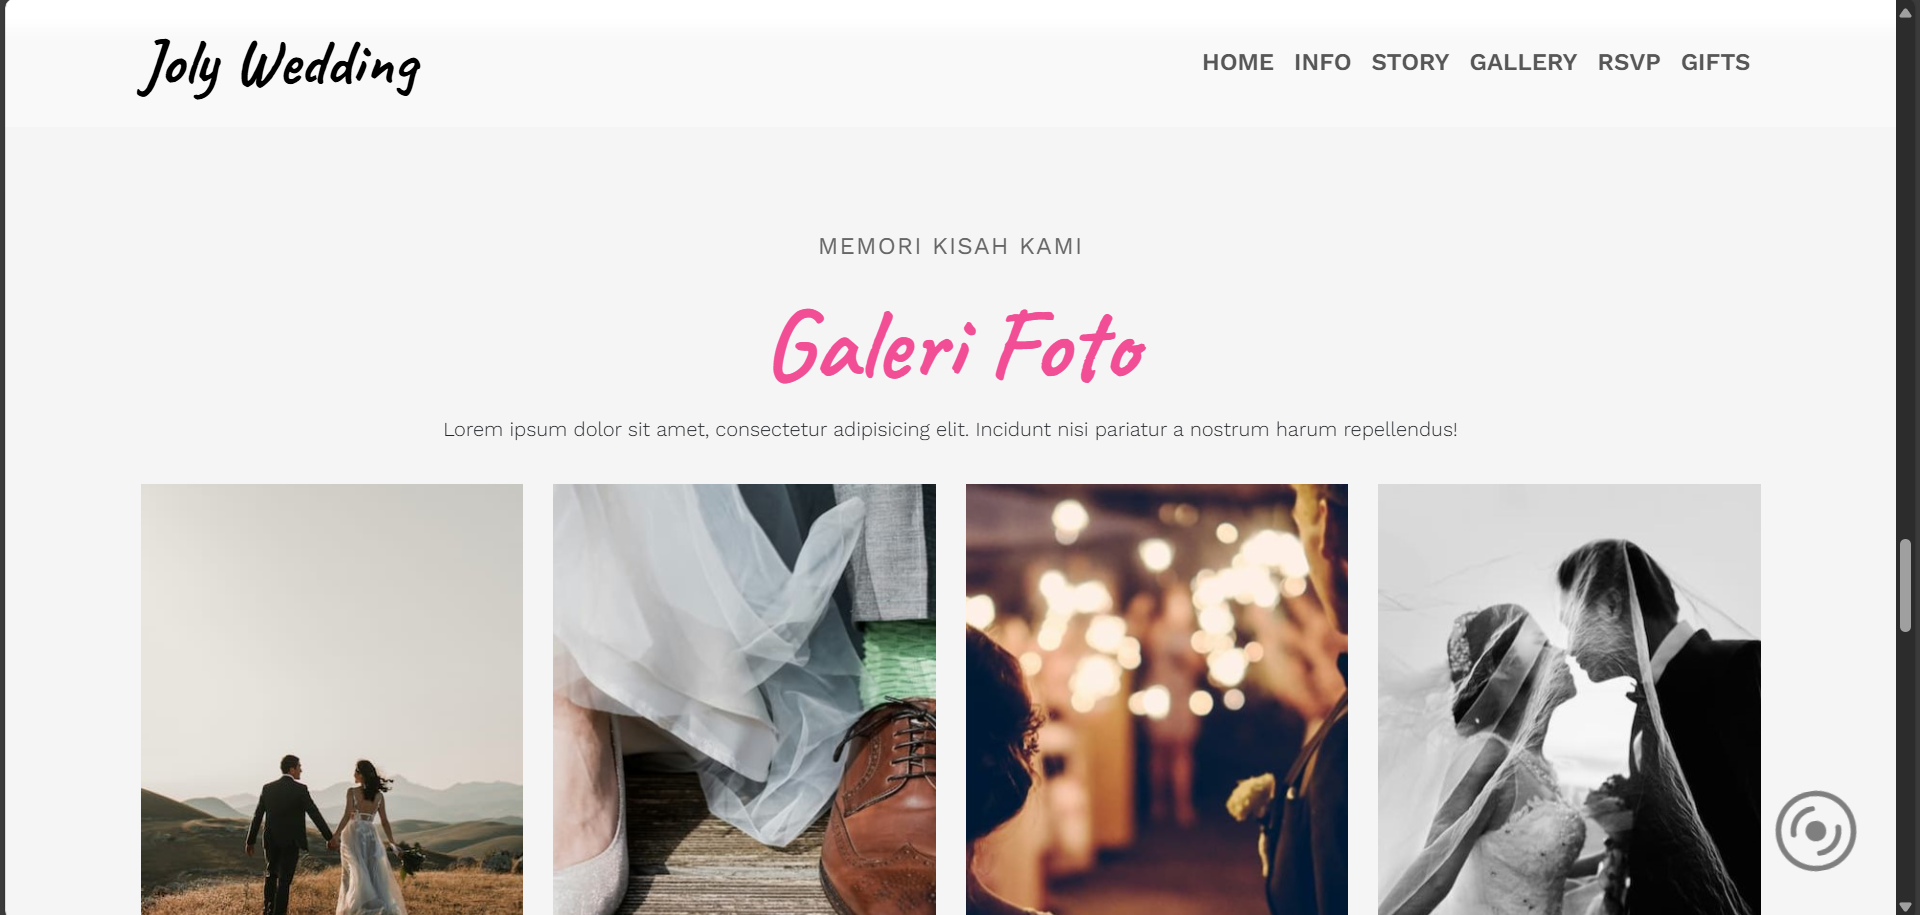 Joly Wedding
HOME INFO STORY GALLERY RSVP GIFTS
MEMORI KISAH KAMI
Galeri Foto
Lorem ipsum dolor sit amet, consectetur adipisicing elit. Incidunt nisi pariatur a nostrum harum repellendus!